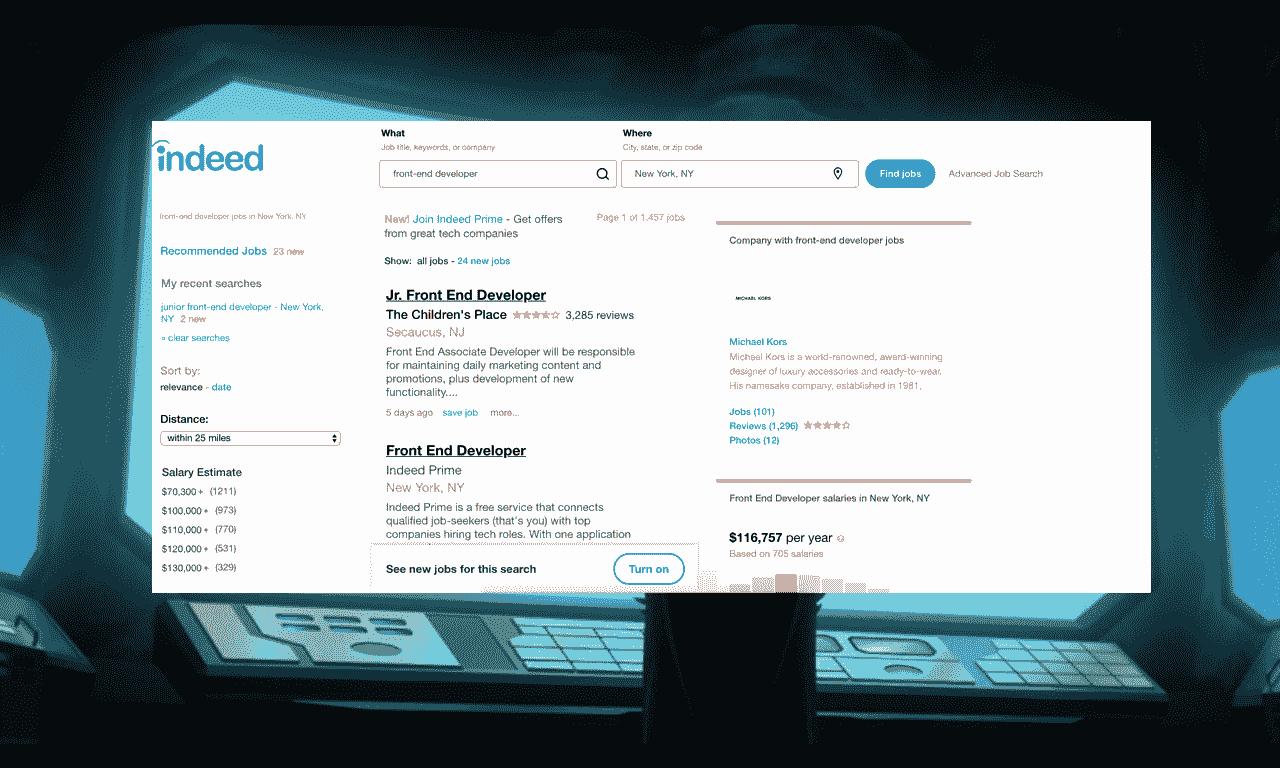 indeed
What
Job title, keywords, or company
front-end developer
Where
City, state, or zip code
New York, NY
Find jobs
Advanced Job Search
front-end developer jobs in New York, NY
Recommended Jobs 23 new
My recent searches
junior front-end developer - New York,
NY 2 new
» clear searches
Sort by:
relevance - date
Distance:
within 25 miles
Salary Estimate
$70,300+ (1211)
$100,000+ (973)
$110,000+ (770)
$120,000+ (531)
$130,000+ (329)
New! Join Indeed Prime - Get offers
from great tech companies
Page 1 of 1,457 jobs
Show: all jobs - 24 new jobs
Jr. Front End Developer
The Children's Place 3,285 reviews
Secaucus, NJ
Front End Associate Developer will be responsible
for maintaining daily marketing content and
promotions, plus development of new
functionality....
5 days ago save job more...
Front End Developer
Indeed Prime
New York, NY
Indeed Prime is a free service that connects
qualified job-seekers (that's you) with top
companies hiring tech roles. With one application
See new jobs for this search
Turn on
Company with front-end developer jobs
MICHAEL KORS
Michael Kors
Michael Kors is a world-renowned, award-winning
designer of luxury accessories and ready-to-wear.
His namesake company, established in 1981,
Jobs (101)
Reviews (1,296)
Photos (12)
Front End Developer salaries in New York, NY
$116,757 per year
Based on 705 salaries